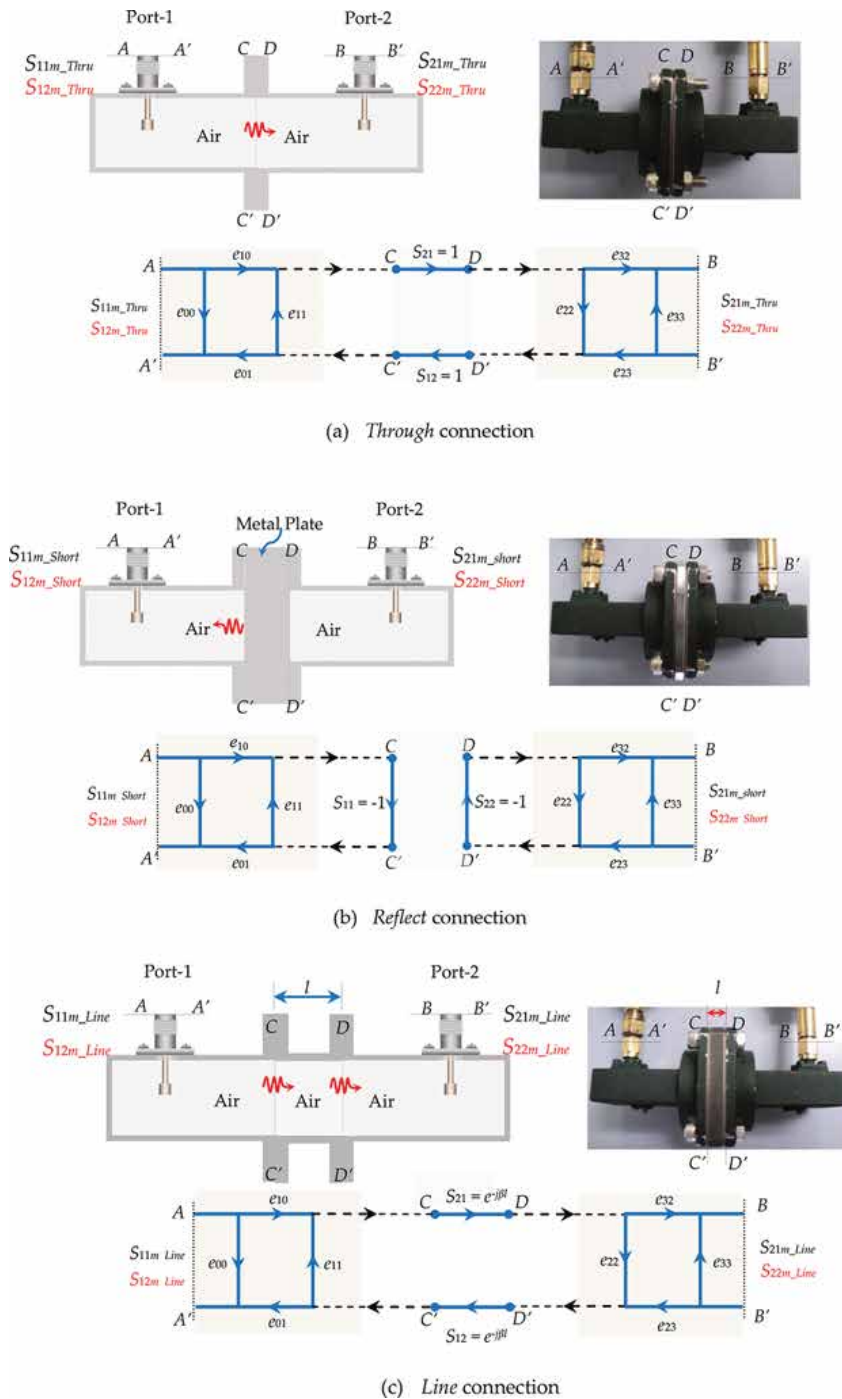 Port-1 Port-2
A A' C D B B' S21m_Thru
S11m_Thru
S12m_Thru S22m_Thru
Air Air
C' D'
C D
A A' B B'
C' D'
A e10 C S21 = 1 D e32 B
S11m_Thru e00 e11 e22 e33 S21m_Thru
S12m_Thru S22m_Thru
A' e01 C' S12 = 1 D' e23 B'
(a) Through connection
Port-1 Port-2
Metal Plate
S11m_Short A A' C D B B' S21m_short
S12m_Short S22m_Short
Air Air
C' D'
C D
A A' B B'
C' D'
A e10 C D e32 B
S11m Short e00 e11 S11 = -1 S22 = -1 e22 e33 S21m_short
S12m Short S22m Short
A' e01 C' D' e23 B'
(b) Reflect connection
Port-1 l Port-2
S11m_Line A A' C D B B' S21m_Line
S12m_Line S22m_Line
Air Air Air
C' D'
l
C D
A A' B B'
C' D'
A e10 C S21 = e-jβl D e32 B
S11m Line e00 e11 e22 e33 S21m_Line
S12m Line S22m_Line
A' e01 C' S12 = e-jβl D' e23 B'
(c) Line connection